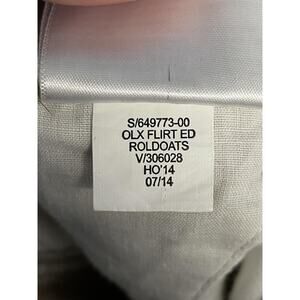 S/649773-00
OLX FLIRT ED
ROLDOATS
V/306028
HO'14
07/14